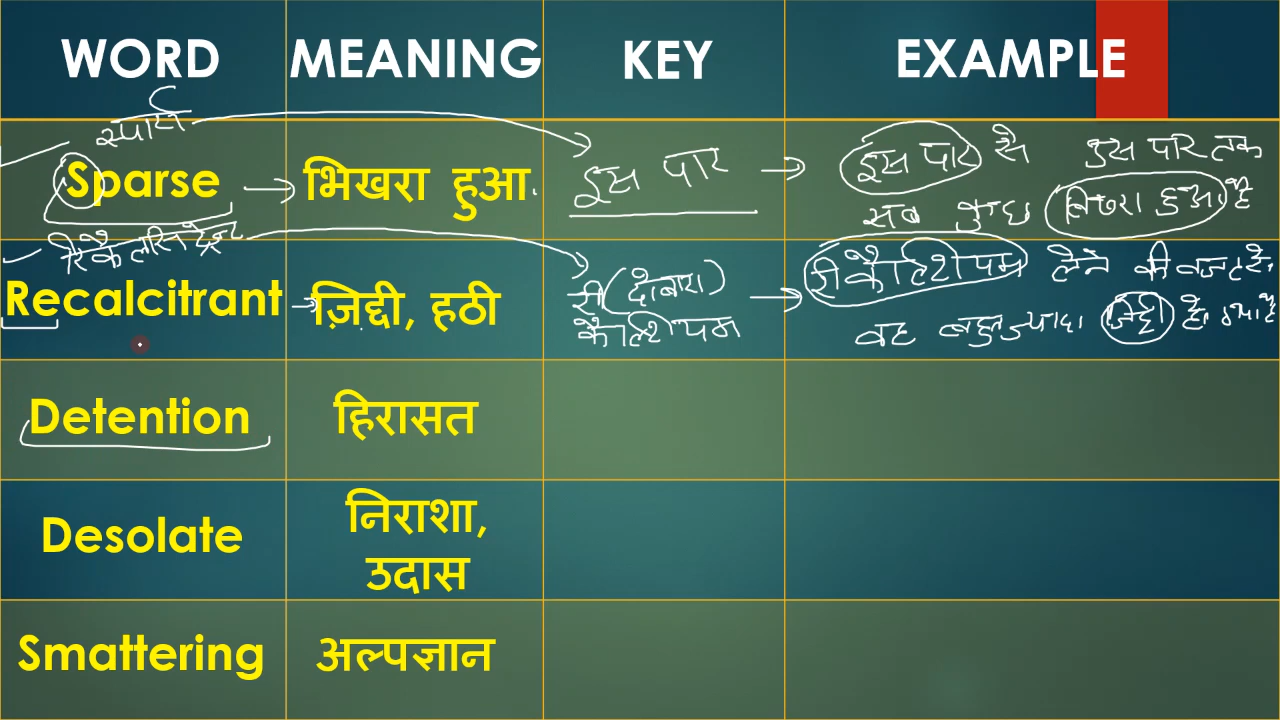 WORD MEANING KEY EXAMPLE
स्पार्स
Sparse भिखरा हुआ. इस पार इस पार से उस पार तक
सब कुछ बिखरा हुआ है
रिकैलसिट्रेन्ट
Recalcitrant ज़िद्दी, हठी री (दोबारा) री कैल्शियम लेने की वजह से,
कैल्शियम वह बहुत ज्यादा जिद्दी हो गया है
Detention हिरासत
Desolate निराशा,
उदास
Smattering अल्पज्ञान